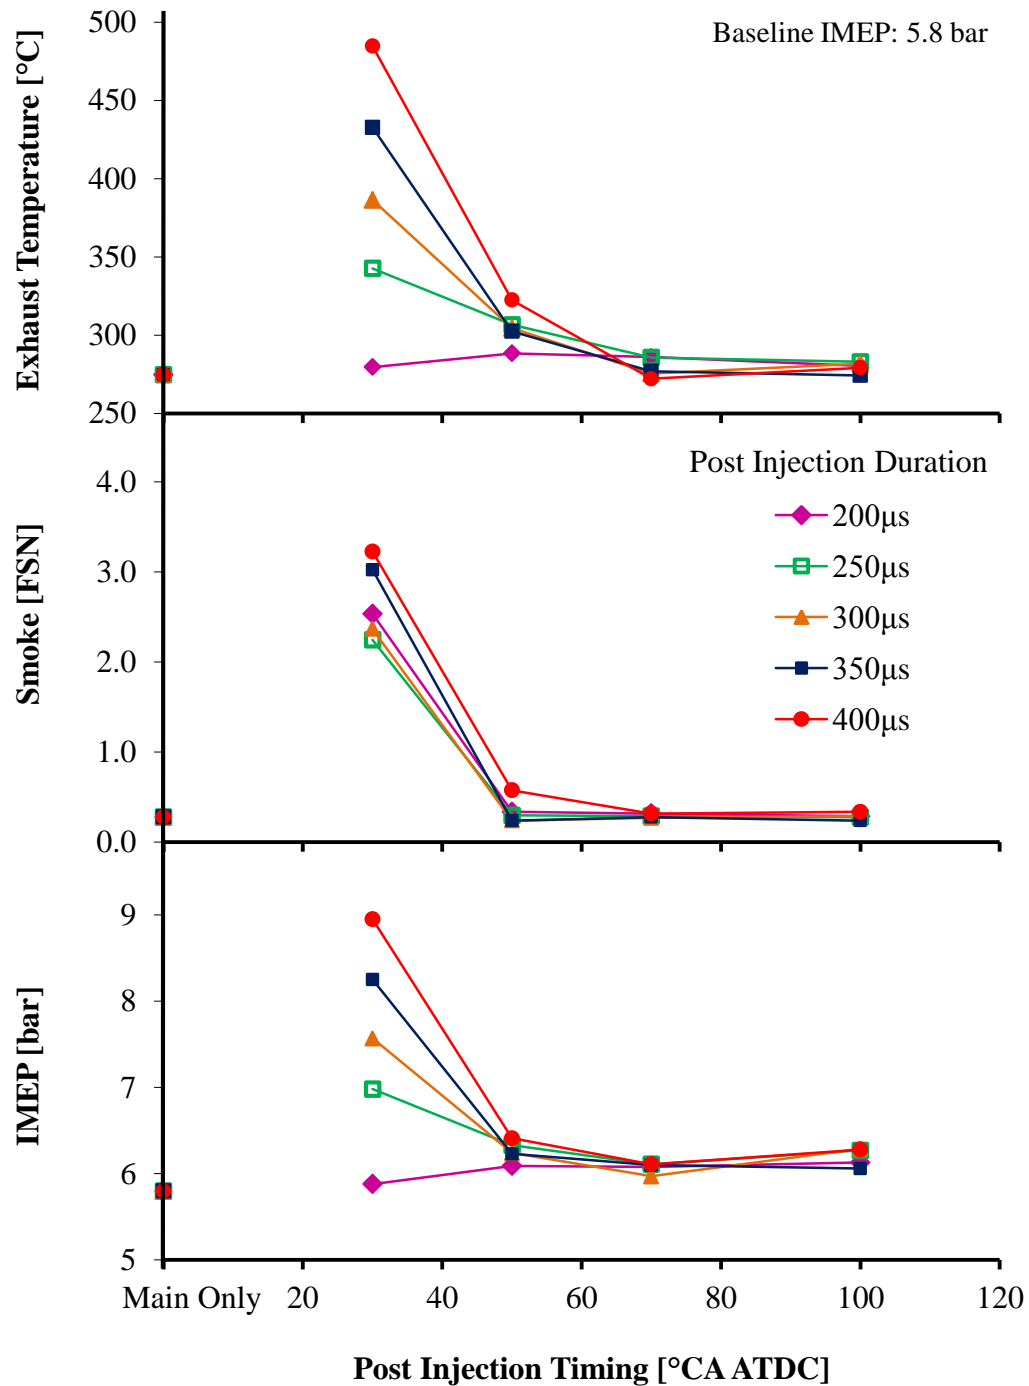 Baseline IMEP: 5.8 bar
Exhaust Temperature [°C]
500
450
400
350
300
250
Post Injection Duration
200μs
250μs
300μs
350μs
400μs
Smoke [FSN]
4.0
3.0
2.0
1.0
0.0
IMEP [bar]
9
8
7
6
5
Main Only 20 40 60 80 100 120
Post Injection Timing [°CA ATDC]